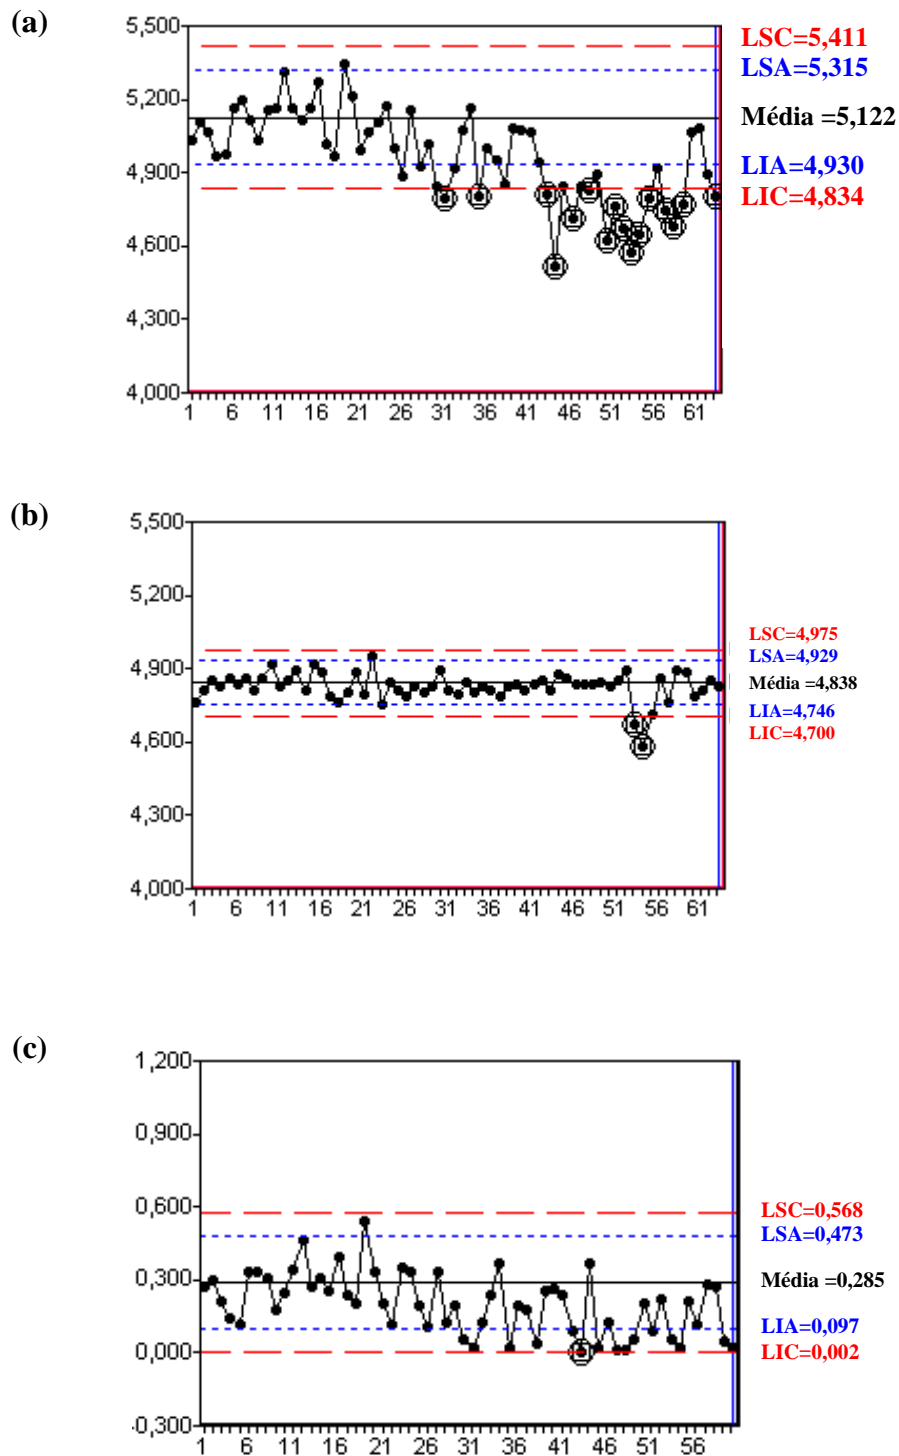 (a)
5,500
5,200
4,900
4,600
4,300
4,000
1 6 11 16 21 26 31 36 41 46 51 56 61
LSC=5,411
LSA=5,315
Média =5,122
LIA=4,930
LIC=4,834
(b)
5,500
5,200
4,900
4,600
4,300
4,000
1 6 11 16 21 26 31 36 41 46 51 56 61
LSC=4,975
LSA=4,929
Média =4,838
LIA=4,746
LIC=4,700
(c)
1,200
0,900
0,600
0,300
0,000
-0,300
1 6 11 16 21 26 31 36 41 46 51 56
LSC=0,568
LSA=0,473
Média =0,285
LIA=0,097
LIC=0,002